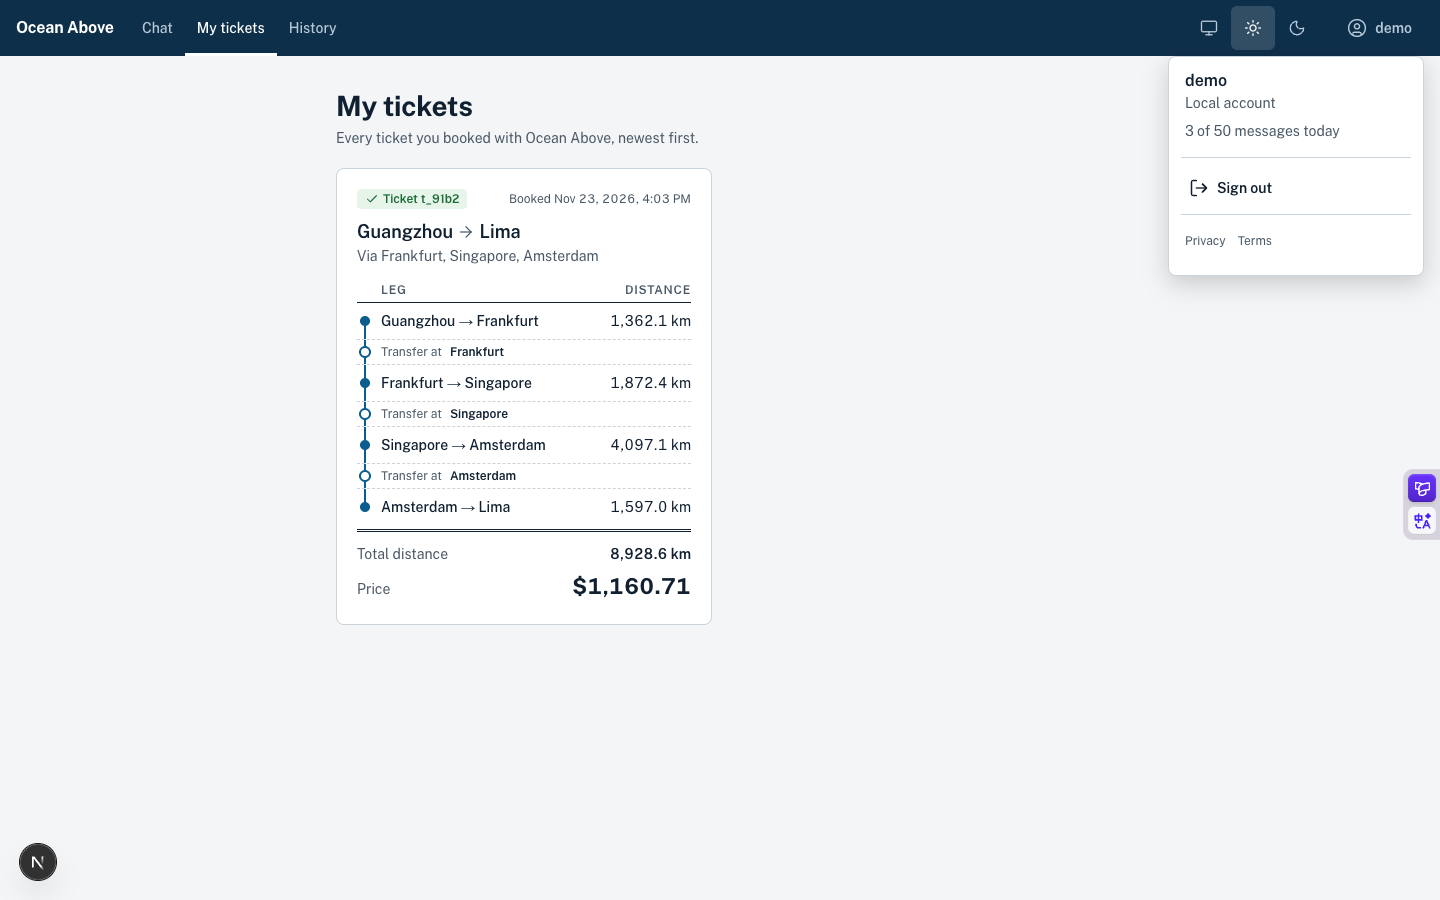 Ocean Above Chat My tickets History demo
demo
Local account
3 of 50 messages today
Sign out
Privacy Terms
My tickets
Every ticket you booked with Ocean Above, newest first.
Ticket t_91b2 Booked Nov 23, 2026, 4:03 PM
Guangzhou → Lima
Via Frankfurt, Singapore, Amsterdam
LEG DISTANCE
Guangzhou → Frankfurt 1,362.1 km
Transfer at Frankfurt
Frankfurt → Singapore 1,872.4 km
Transfer at Singapore
Singapore → Amsterdam 4,097.1 km
Transfer at Amsterdam
Amsterdam → Lima 1,597.0 km
Total distance 8,928.6 km
Price $1,160.71
中A
N